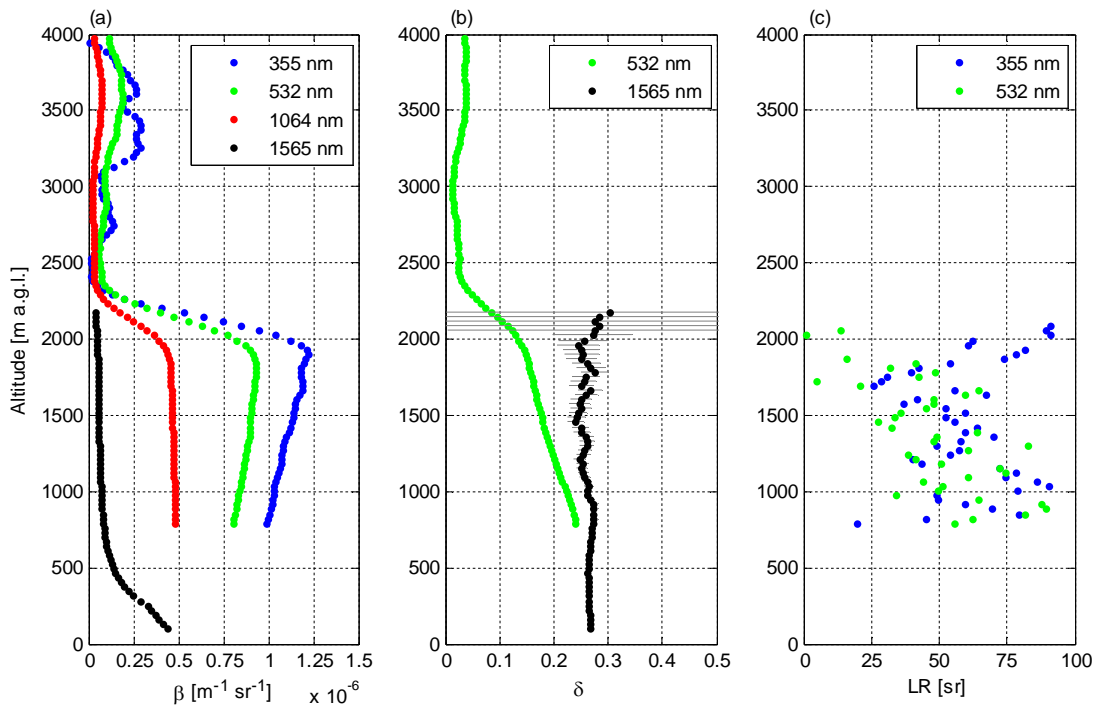 (a)
4000
3500
3000
2500
2000
1500
1000
500
0
Altitude [m a.g.l.]
355 nm
532 nm
1064 nm
1565 nm
0 0.25 0.5 0.75 1 1.25 1.5
β [m⁻¹ sr⁻¹] x 10⁻⁶
(b)
4000
3500
3000
2500
2000
1500
1000
500
0
532 nm
1565 nm
0 0.1 0.2 0.3 0.4 0.5
δ
(c)
4000
3500
3000
2500
2000
1500
1000
500
0
355 nm
532 nm
0 25 50 75 100
LR [sr]